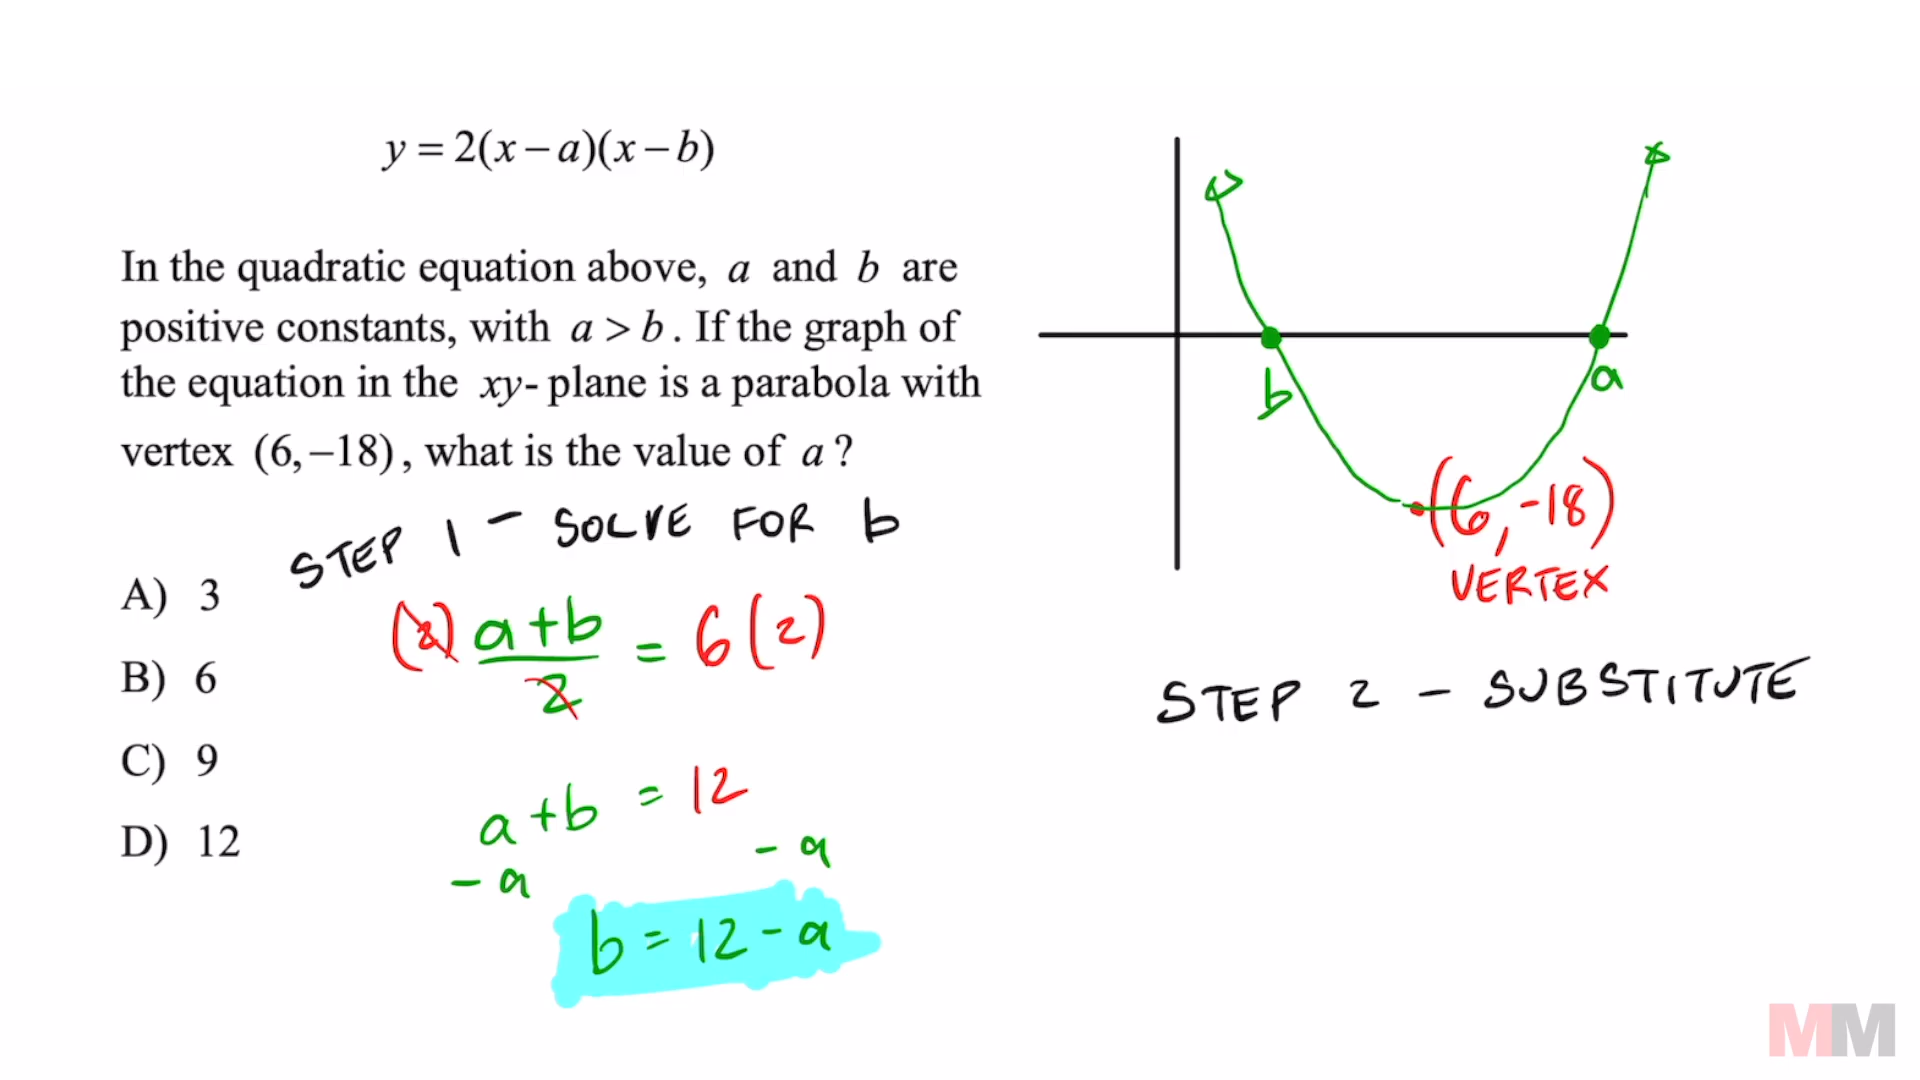 y = 2(x − a)(x − b)
In the quadratic equation above, a and b are
positive constants, with a > b. If the graph of
the equation in the xy-plane is a parabola with
vertex (6, −18), what is the value of a?
STEP 1 - SOLVE FOR b
A) 3
B) 6
C) 9
D) 12
(2) a+b
2
= 6(2)
a + b = 12
- a - a
b = 12 - a
b a
(6, -18)
VERTEX
STEP 2 - SUBSTITUTE
MM